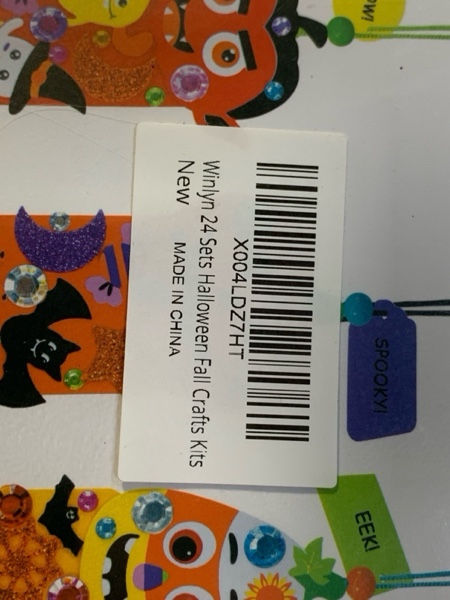 X004LDZ7HT
Winlyn 24 Sets Halloween Fall Crafts Kits
New
MADE IN CHINA
SPOOKY!
EEK!